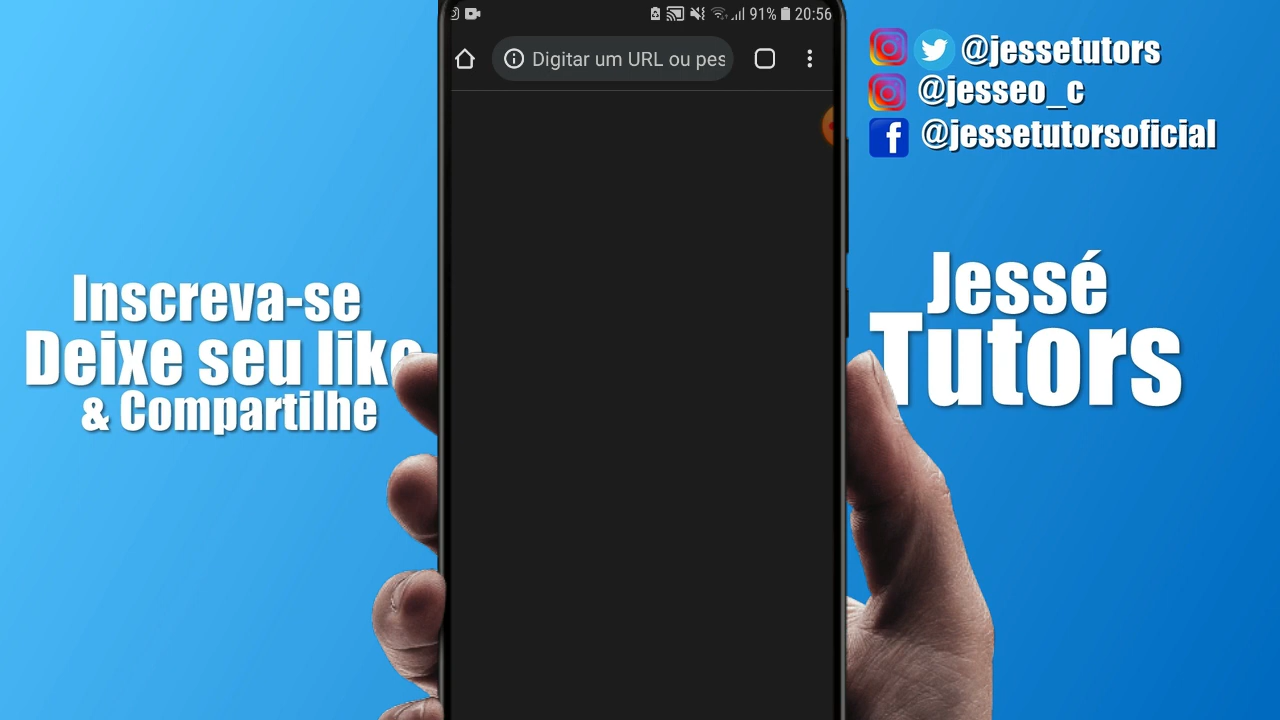 91% 20:56
Digitar um URL ou pes
@jessetutors
@jesseo_c
@jessetutorsoficial
Inscreva-se
Deixe seu like
& Compartilhe
Jessé
Tutors